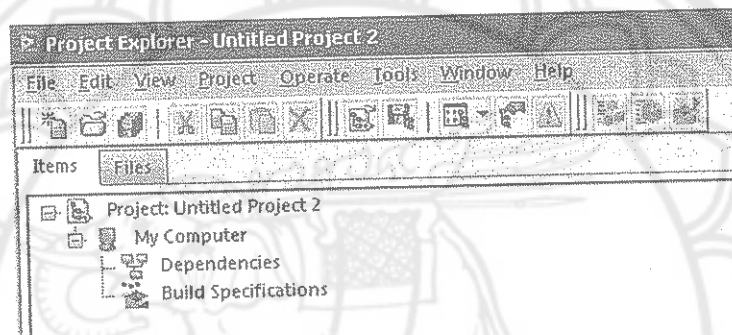 Project Explorer - Untitled Project 2
File Edit View Project Operate Tools Window Help
Items Files
Project: Untitled Project 2
My Computer
Dependencies
Build Specifications